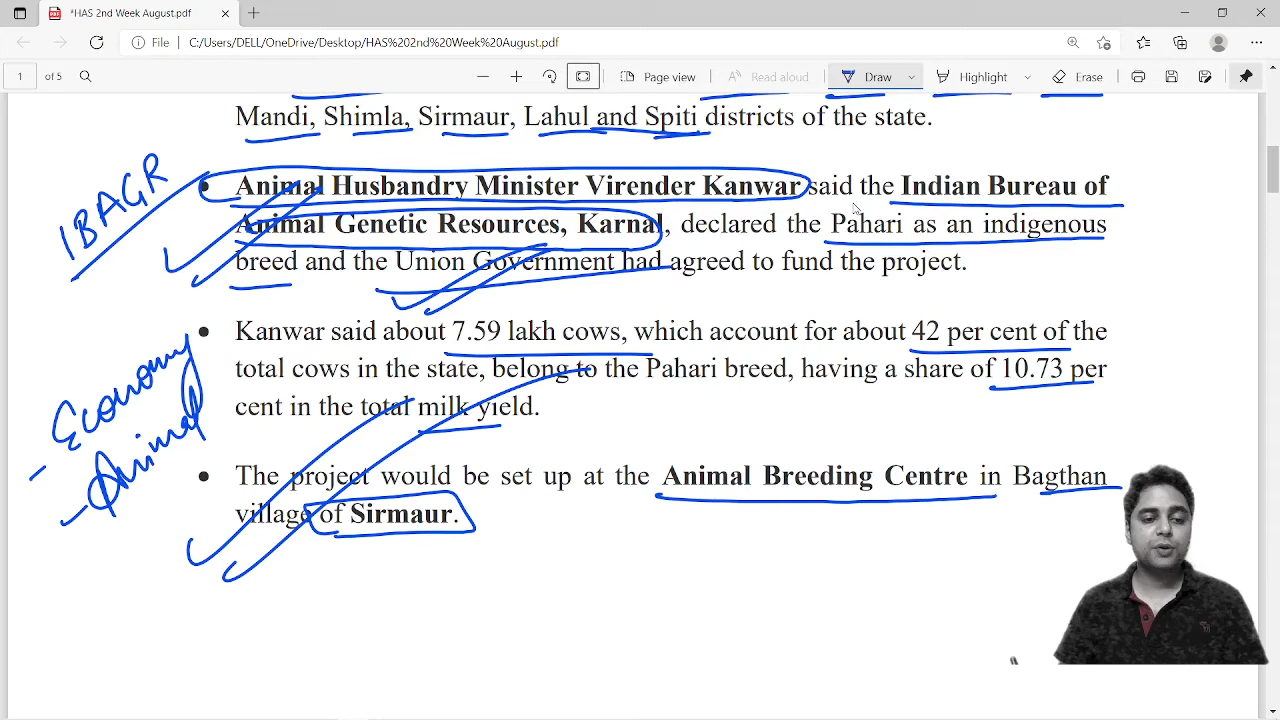 *HAS 2nd Week August.pdf
File
C:/Users/DELL/OneDrive/Desktop/HAS%202nd%20Week%20August.pdf
1 of 5
Page view
Read aloud
Draw
Highlight
Erase
Mandi, Shimla, Sirmaur, Lahul and Spiti districts of the state.
IBAGR
• Animal Husbandry Minister Virender Kanwar said the Indian Bureau of
Animal Genetic Resources, Karnal, declared the Pahari as an indigenous
breed and the Union Government had agreed to fund the project.
• Kanwar said about 7.59 lakh cows, which account for about 42 per cent of the
total cows in the state, belong to the Pahari breed, having a share of 10.73 per
cent in the total milk yield.
- Economy
- Animal
• The project would be set up at the Animal Breeding Centre in Bagthan
village of Sirmaur.